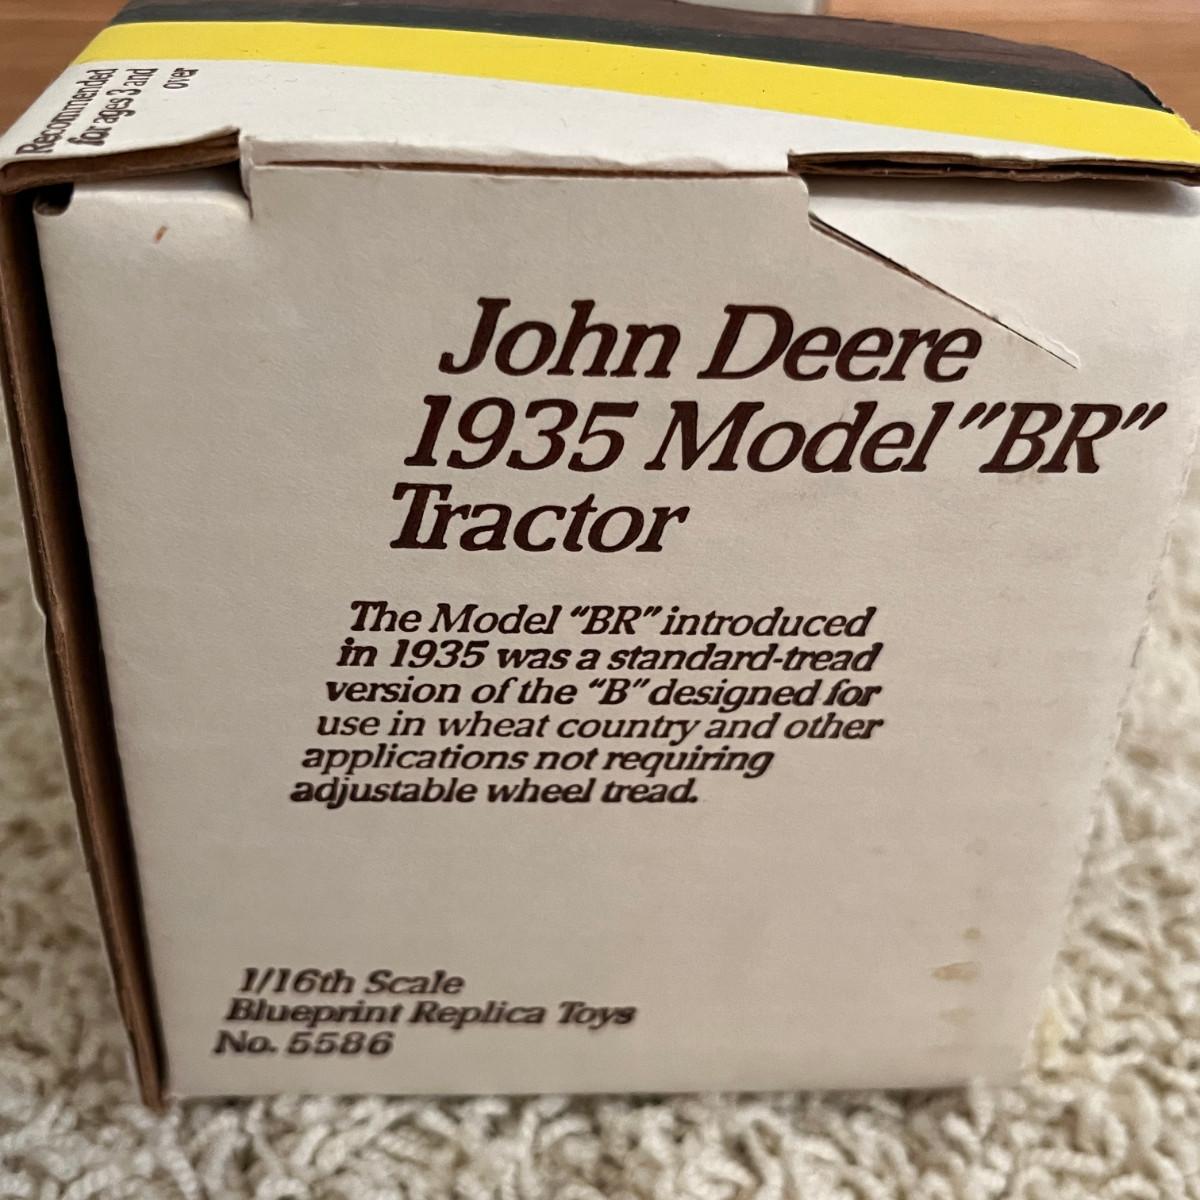 Recommended
for ages 3 and
over
John Deere
1935 Model "BR"
Tractor
The Model "BR" introduced
in 1935 was a standard-tread
version of the "B" designed for
use in wheat country and other
applications not requiring
adjustable wheel tread.
1/16th Scale
Blueprint Replica Toys
No. 5586